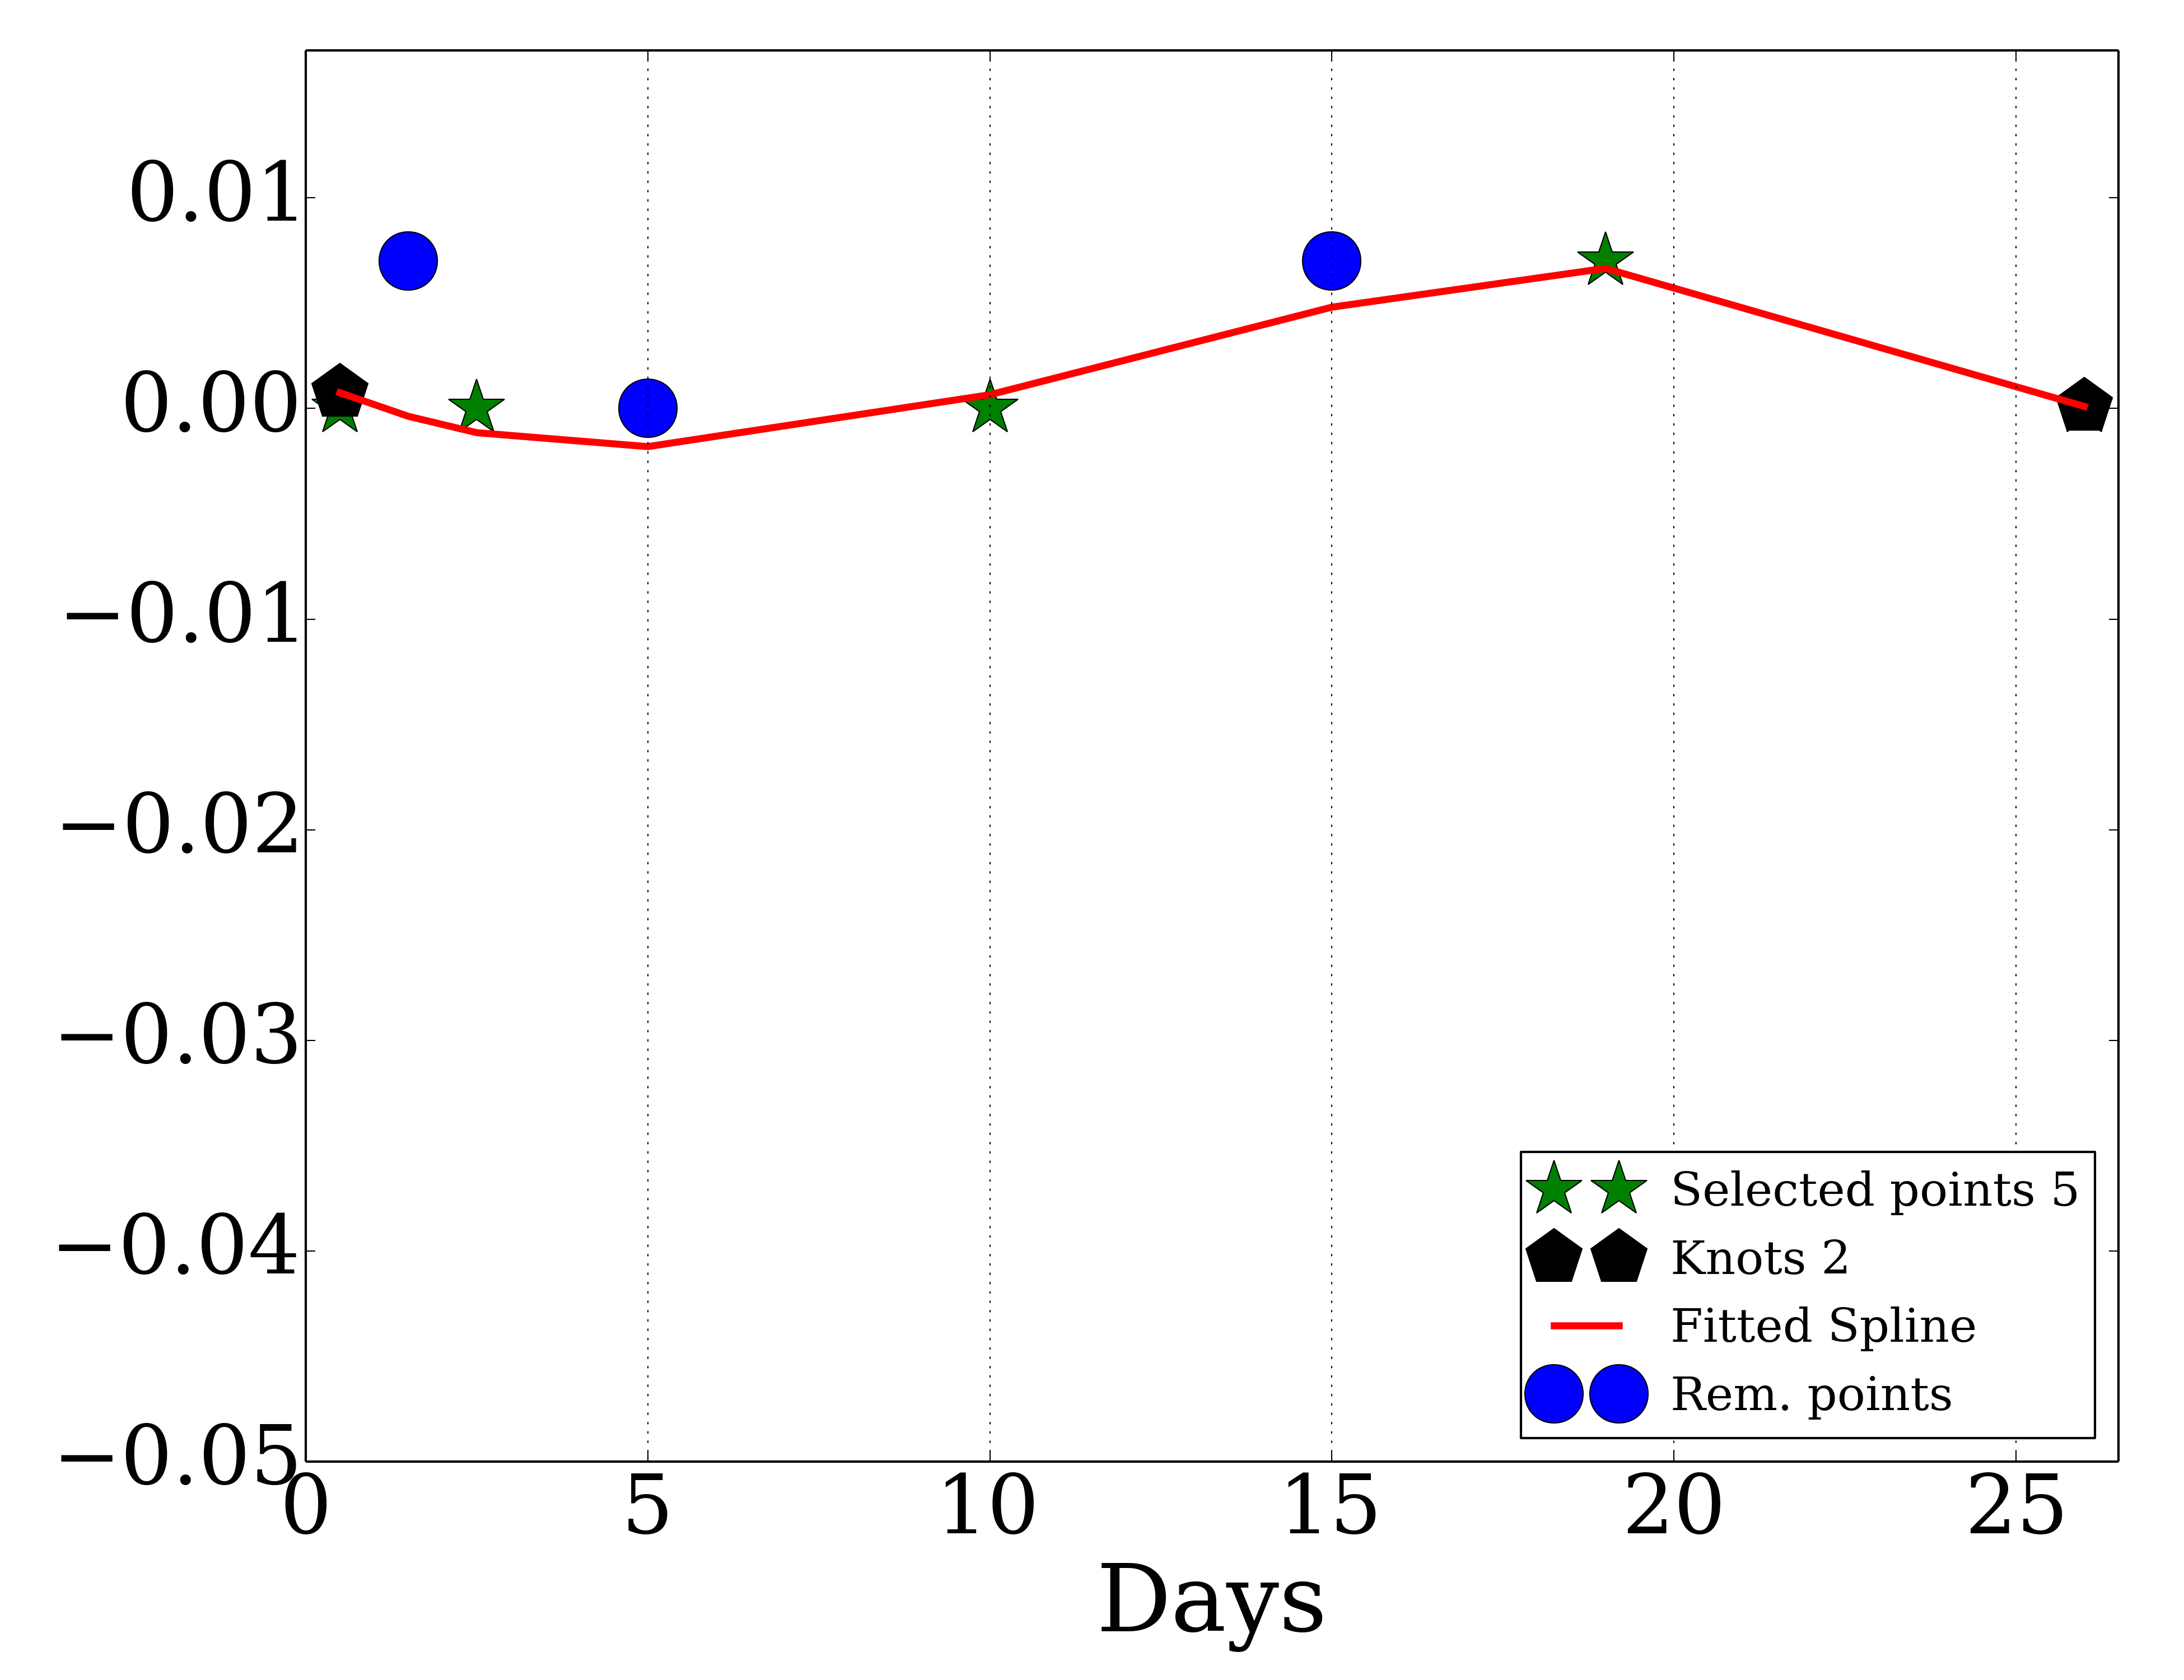 0.01
0.00
−0.01
−0.02
−0.03
−0.04
−0.05
Selected points 5
Knots 2
Fitted Spline
Rem. points
0 5 10 15 20 25
Days